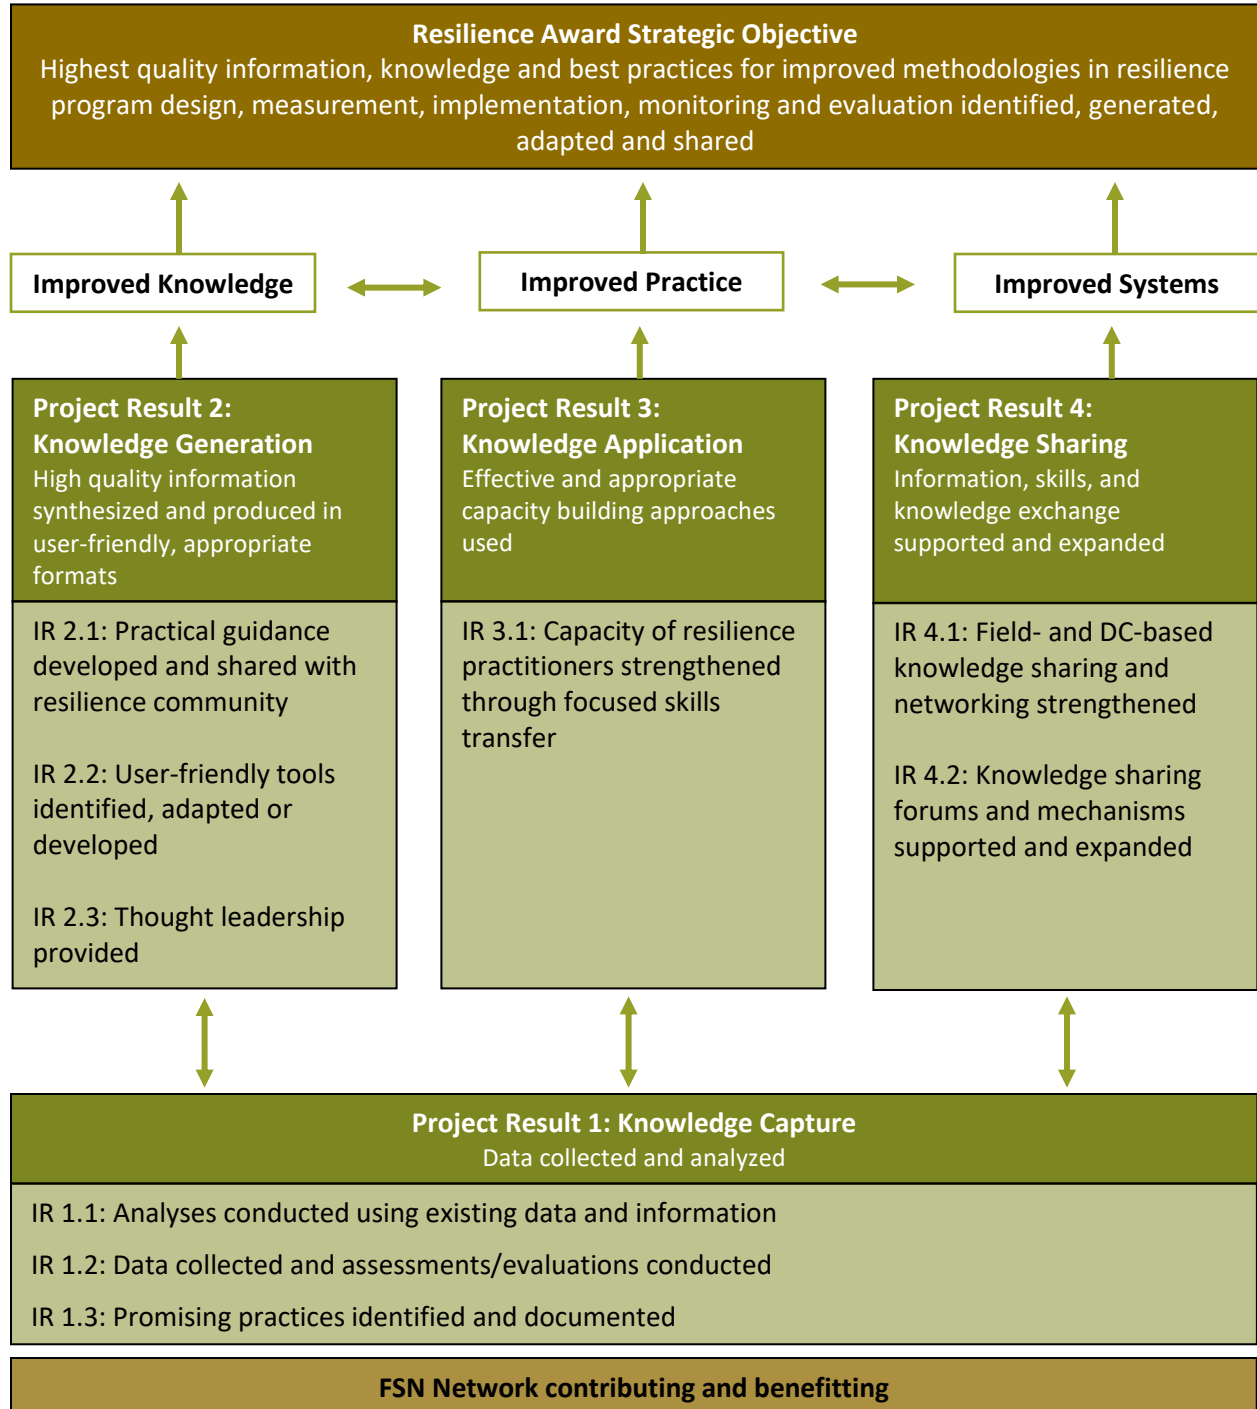 Resilience Award Strategic Objective
Highest quality information, knowledge and best practices for improved methodologies in resilience
program design, measurement, implementation, monitoring and evaluation identified, generated,
adapted and shared
Improved Knowledge
Improved Practice
Improved Systems
Project Result 2:
Knowledge Generation
High quality information
synthesized and produced in
user-friendly, appropriate
formats
IR 2.1: Practical guidance
developed and shared with
resilience community
IR 2.2: User-friendly tools
identified, adapted or
developed
IR 2.3: Thought leadership
provided
Project Result 3:
Knowledge Application
Effective and appropriate
capacity building approaches
used
IR 3.1: Capacity of resilience
practitioners strengthened
through focused skills
transfer
Project Result 4:
Knowledge Sharing
Information, skills, and
knowledge exchange
supported and expanded
IR 4.1: Field- and DC-based
knowledge sharing and
networking strengthened
IR 4.2: Knowledge sharing
forums and mechanisms
supported and expanded
Project Result 1: Knowledge Capture
Data collected and analyzed
IR 1.1: Analyses conducted using existing data and information
IR 1.2: Data collected and assessments/evaluations conducted
IR 1.3: Promising practices identified and documented
FSN Network contributing and benefitting